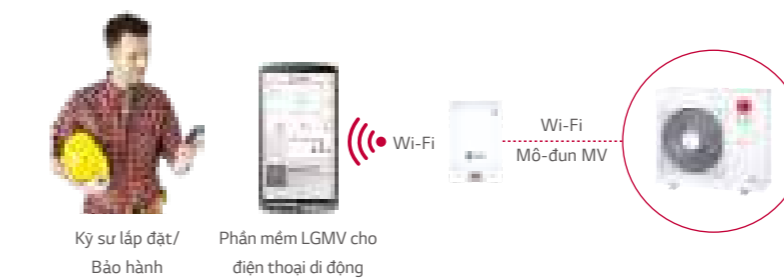 Wi-Fi
Wi-Fi
Mô-đun MV
Kỹ sư lắp đặt/
Bảo hành
Phần mềm LGMV cho
điện thoại di động